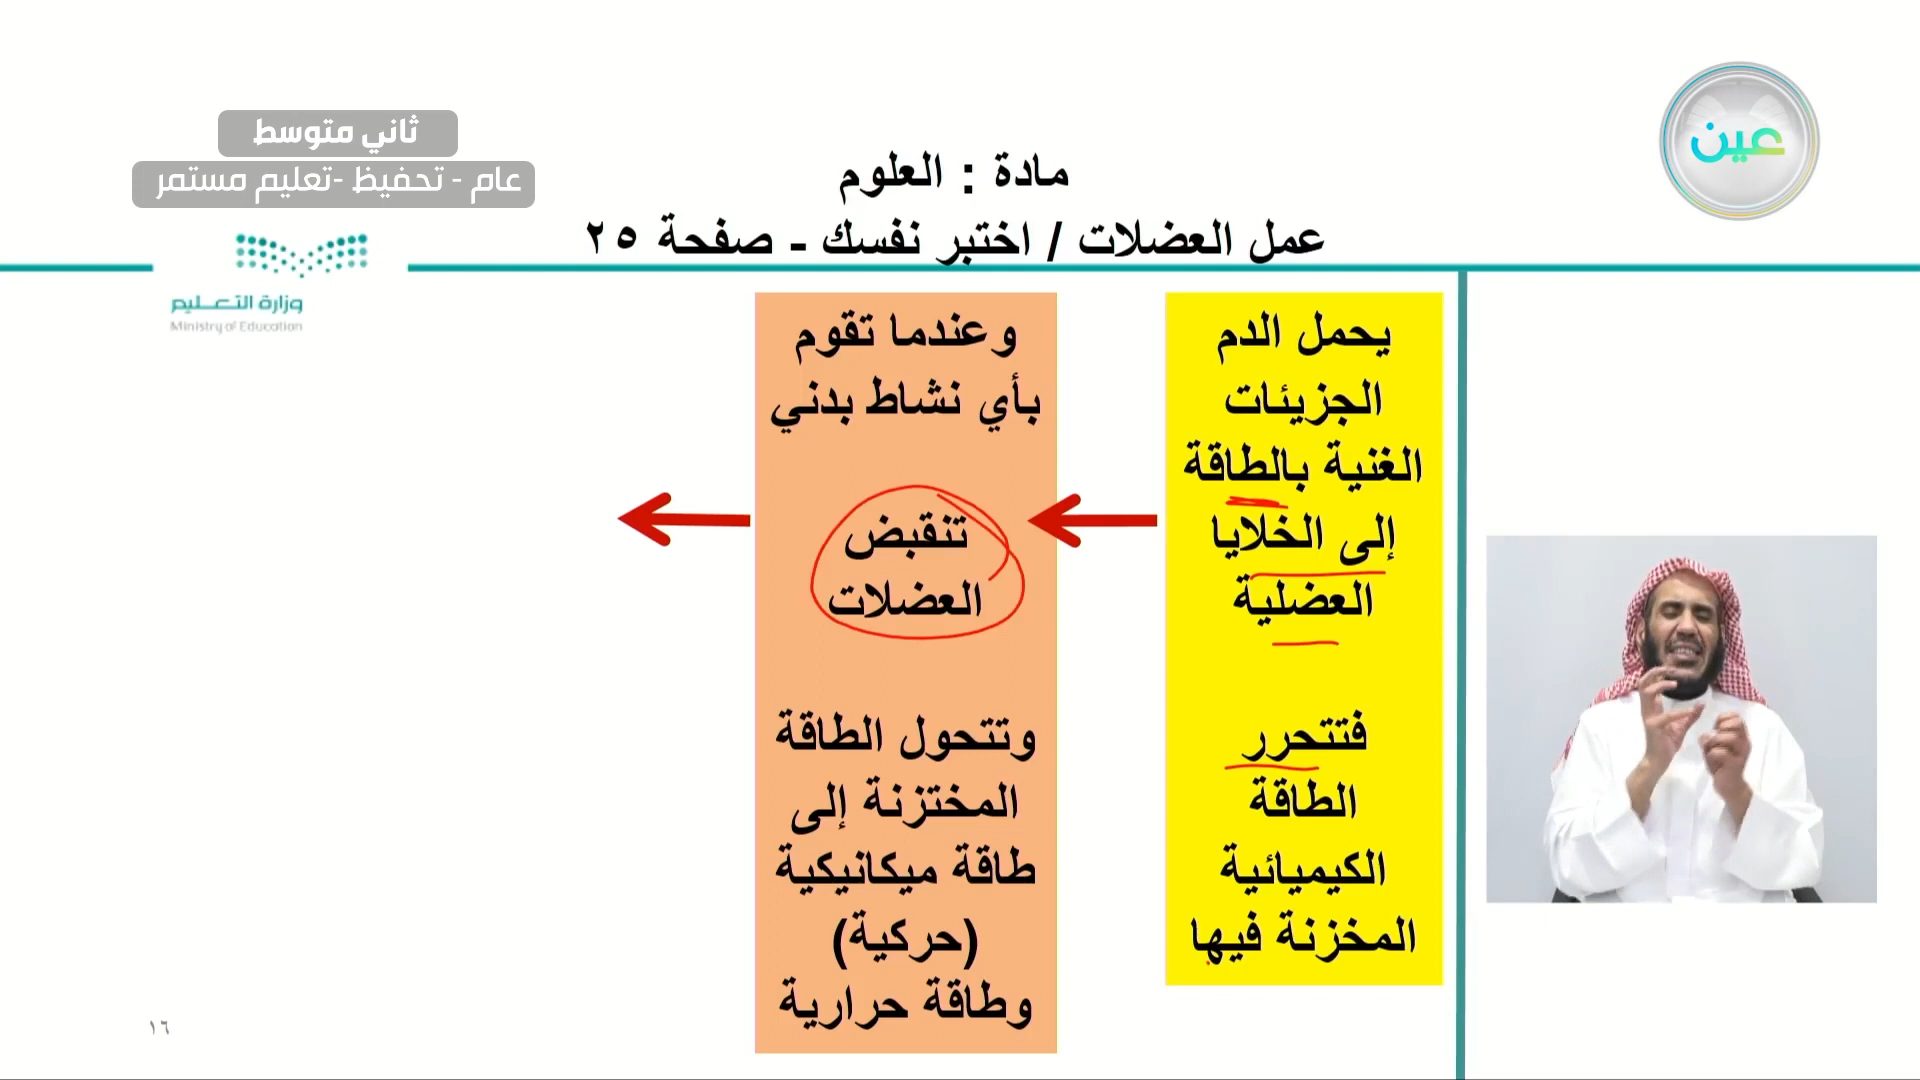 عين
ثاني متوسط
عام - تحفيظ -تعليم مستمر
وزارة التعـــليم
Ministry of Education
مادة : العلوم
عمل العضلات / اختبر نفسك - صفحة ٢٥
يحمل الدم
الجزيئات
الغنية بالطاقة
إلى الخلايا
العضلية
فتتحرر
الطاقة
الكيميائية
المخزنة فيها
وعندما تقوم
بأي نشاط بدني
تنقبض
العضلات
وتتحول الطاقة
المختزنة إلى
طاقة ميكانيكية
(حركية)
وطاقة حرارية
١٦